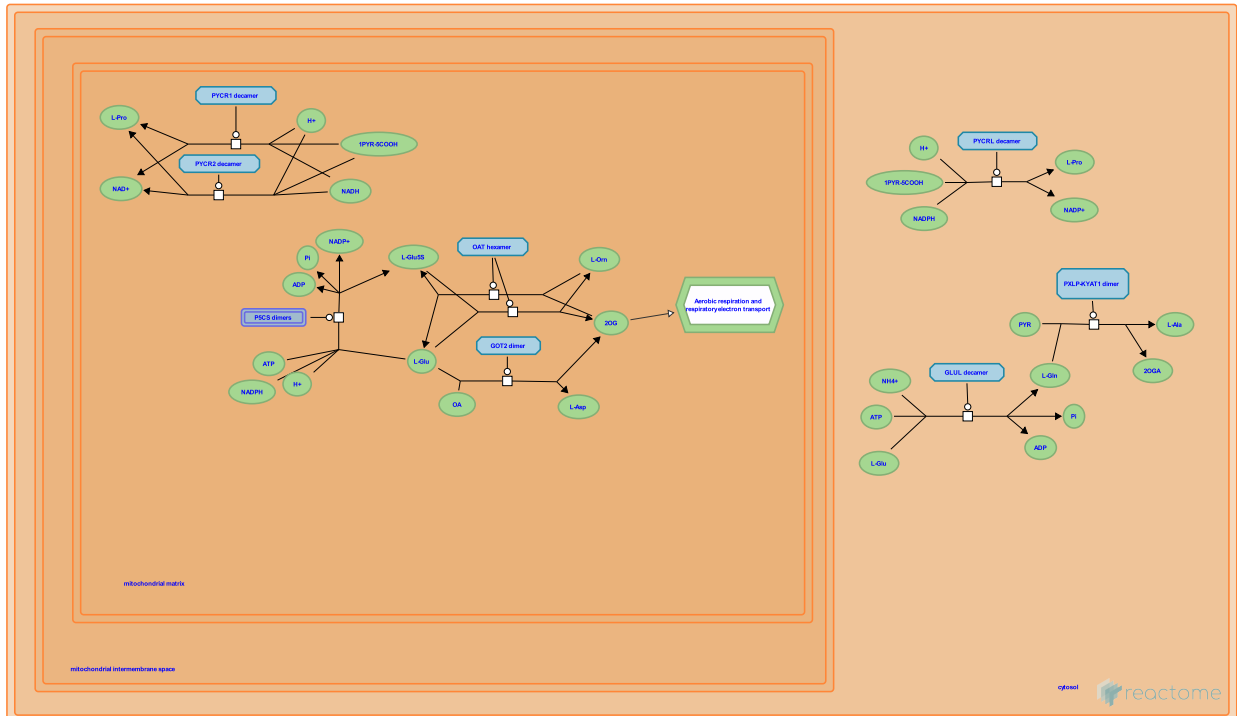 PYCR1 decamer
L-Pro
H+
1PYR-5COOH
PYCR2 decamer
NAD+
NADH
PYCRL decamer
H+
L-Pro
1PYR-5COOH
NADPH
NADP+
NADP+
Pi
L-Glu5S
OAT hexamer
L-Orn
ADP
Aerobic respiration and
respiratory electron transport
P5CS dimers
2OG
GOT2 dimer
L-Glu
ATP
NADPH
H+
OA
L-Asp
PXLP-KYAT1 dimer
PYR
L-Ala
L-Gln
2OGA
GLUL decamer
NH4+
ATP
Pi
ADP
L-Glu
mitochondrial matrix
mitochondrial intermembrane space
cytosol
reactome